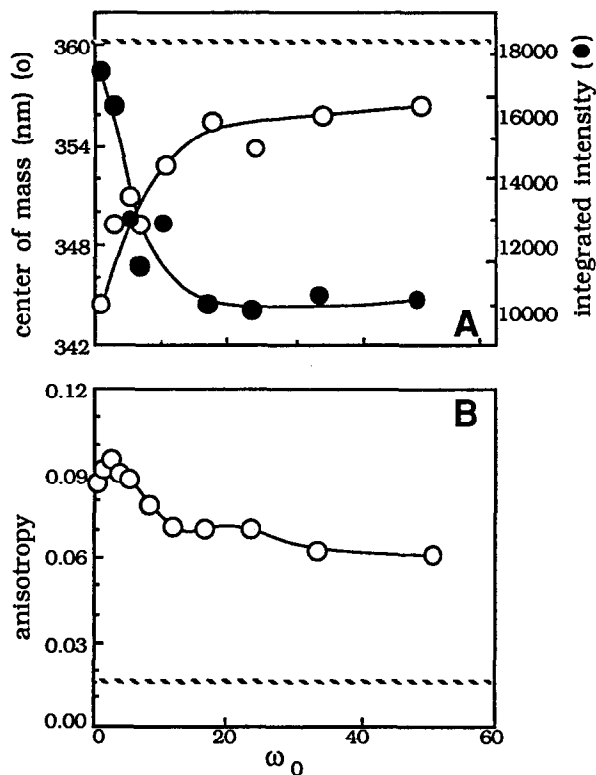 center of mass (nm) (o)
360
354
348
342
18000
16000
14000
12000
10000
integrated intensity (●)
A
anisotropy
0.12
0.09
0.06
0.03
0.00
B
0 20 40 60
ω0